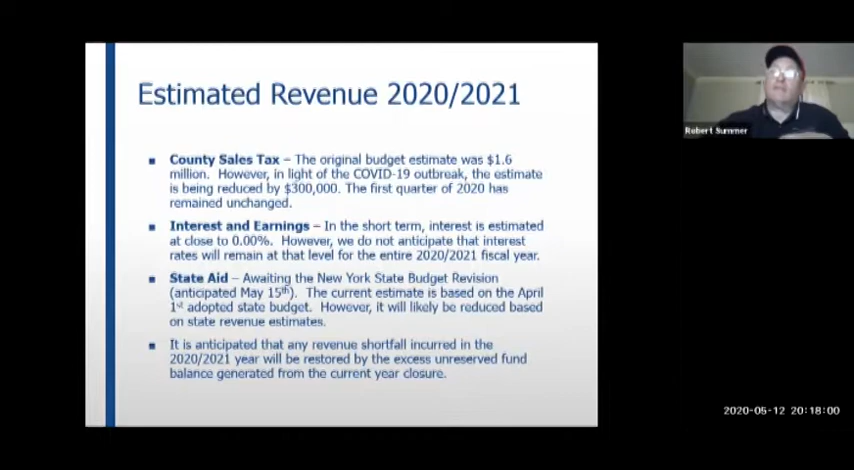 Estimated Revenue 2020/2021
▪ County Sales Tax – The original budget estimate was $1.6
million. However, in light of the COVID-19 outbreak, the estimate
is being reduced by $300,000. The first quarter of 2020 has
remained unchanged.
▪ Interest and Earnings – In the short term, interest is estimated
at close to 0.00%. However, we do not anticipate that interest
rates will remain at that level for the entire 2020/2021 fiscal year.
▪ State Aid – Awaiting the New York State Budget Revision
(anticipated May 15th). The current estimate is based on the April
1st adopted state budget. However, it will likely be reduced based
on state revenue estimates.
▪ It is anticipated that any revenue shortfall incurred in the
2020/2021 year will be restored by the excess unreserved fund
balance generated from the current year closure.
Robert Summer
2020-05-12 20:18:00